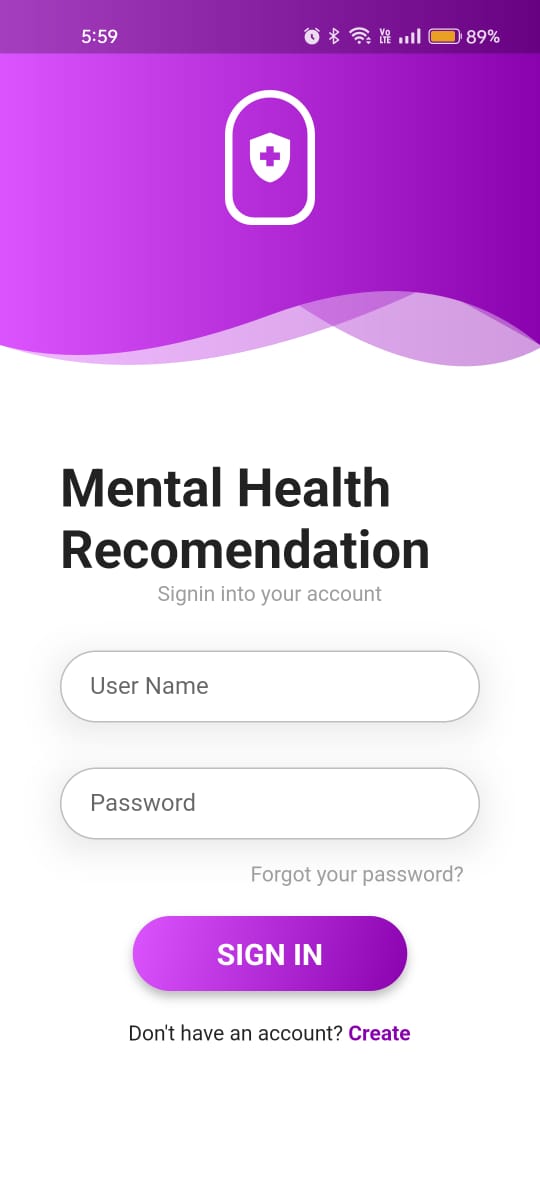 5:59 Vo LTE 89%
Mental Health
Recomendation
Signin into your account
User Name
Password
Forgot your password?
SIGN IN
Don't have an account? Create